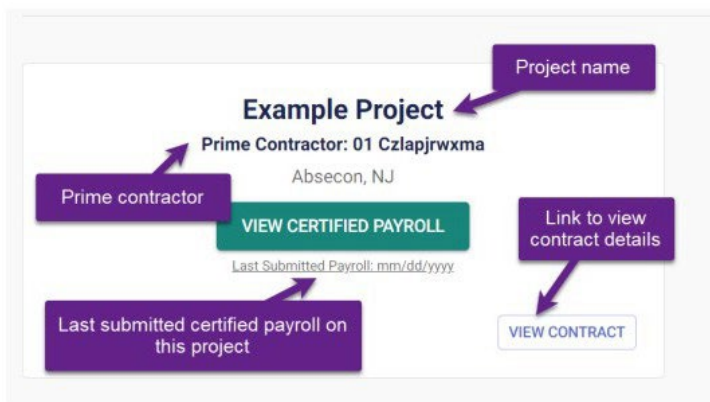 Project name
Example Project
Prime Contractor: 01 Czlapjrwxma
Absecon, NJ
Prime contractor
VIEW CERTIFIED PAYROLL
Link to view
contract details
Last Submitted Payroll: mm/dd/yyyy
Last submitted certified payroll on
this project
VIEW CONTRACT